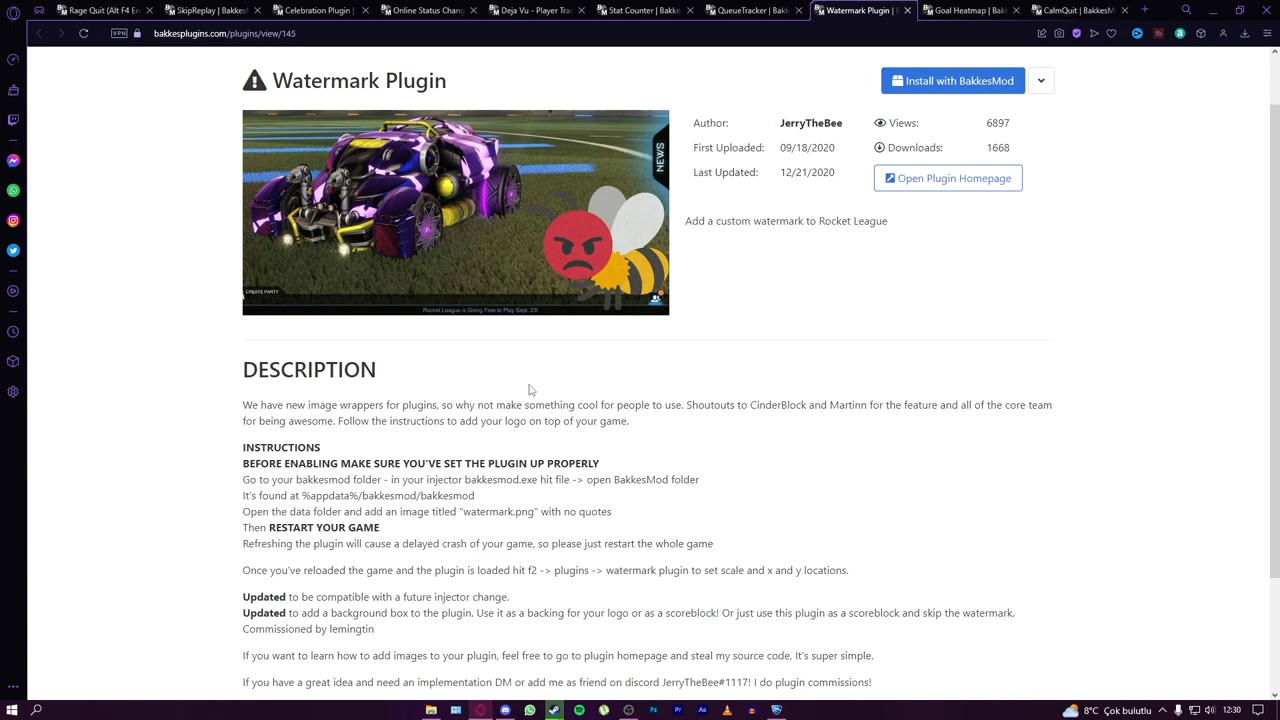 Rage Quit (Alt F4 En
SkipReplay | Bakkes
Celebration Plugin |
Online Status Chang
Deja Vu - Player Trac
Stat Counter | Bakke
QueueTracker | Bakk
Watermark Plugin |
Goal Heatmap | Bakk
CalmQuit | BakkesM
VPN
bakkesplugins.com/plugins/view/145
Watermark Plugin
Install with BakkesMod
NEWS
CREATE PARTY
Rocket League is Going Free to Play Sept. 23!
Author: JerryTheBee
Views: 6897
First Uploaded: 09/18/2020
Downloads: 1668
Last Updated: 12/21/2020
Open Plugin Homepage
Add a custom watermark to Rocket League
DESCRIPTION
We have new image wrappers for plugins, so why not make something cool for people to use. Shoutouts to CinderBlock and Martinn for the feature and all of the core team
for being awesome. Follow the instructions to add your logo on top of your game.
INSTRUCTIONS
BEFORE ENABLING MAKE SURE YOU'VE SET THE PLUGIN UP PROPERLY
Go to your bakkesmod folder - in your injector bakkesmod.exe hit file -> open BakkesMod folder
It's found at %appdata%/bakkesmod/bakkesmod
Open the data folder and add an image titled "watermark.png" with no quotes
Then RESTART YOUR GAME
Refreshing the plugin will cause a delayed crash of your game, so please just restart the whole game
Once you've reloaded the game and the plugin is loaded hit f2 -> plugins -> watermark plugin to set scale and x and y locations.
Updated to be compatible with a future injector change.
Updated to add a background box to the plugin. Use it as a backing for your logo or as a scoreblock! Or just use this plugin as a scoreblock and skip the watermark.
Commissioned by lemingtin
If you want to learn how to add images to your plugin, feel free to go to plugin homepage and steal my source code, It's super simple.
If you have a great idea and need an implementation DM or add me as friend on discord JerryTheBee#1117! I do plugin commissions!
8°C Çok bulutlu
12:30